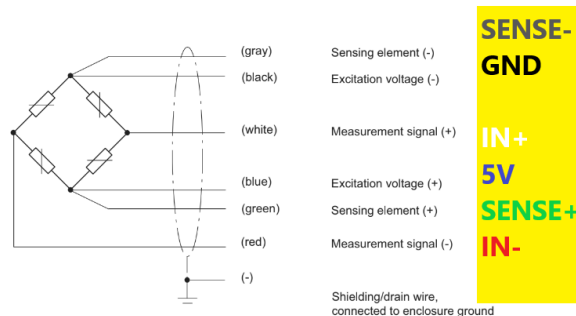 (gray) Sensing element (-) SENSE-
(black) Excitation voltage (-) GND
(white) Measurement signal (+) IN+
(blue) Excitation voltage (+) 5V
(green) Sensing element (+) SENSE+
(red) Measurement signal (-) IN-
(-)
Shielding/drain wire,
connected to enclosure ground